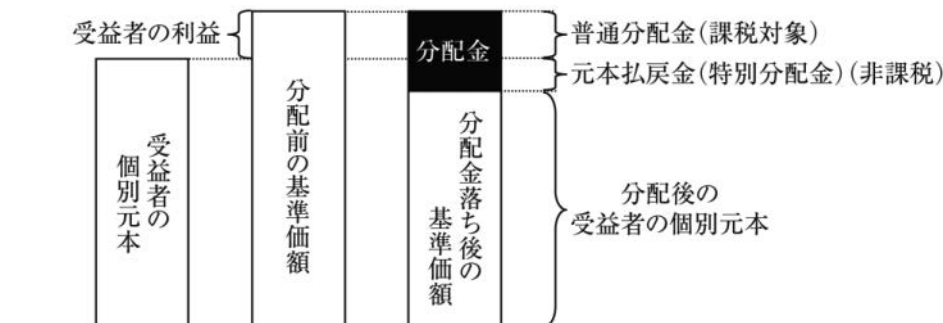 受益者の利益
分配金
普通分配金(課税対象)
元本払戻金(特別分配金)(非課税)
受益者の
個別元本
分配前の基準価額
分配金落ち後の
基準価額
分配後の
受益者の個別元本